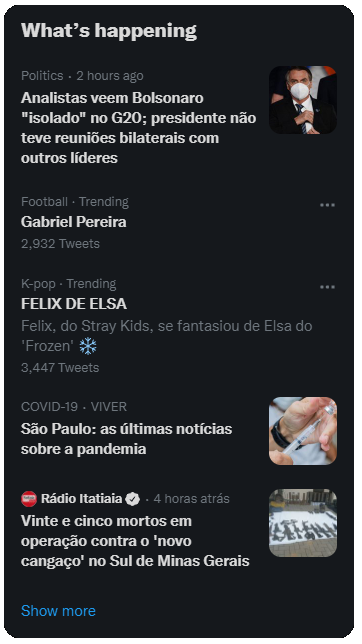 What's happening
Politics · 2 hours ago
Analistas veem Bolsonaro
"isolado" no G20; presidente não
teve reuniões bilaterais com
outros líderes
Football · Trending
Gabriel Pereira
2,932 Tweets
K-pop · Trending
FELIX DE ELSA
Felix, do Stray Kids, se fantasiou de Elsa do
'Frozen' ❄️
3,447 Tweets
COVID-19 · VIVER
São Paulo: as últimas notícias
sobre a pandemia
Rádio Itatiaia · 4 horas atrás
Vinte e cinco mortos em
operação contra o 'novo
cangaço' no Sul de Minas Gerais
Show more